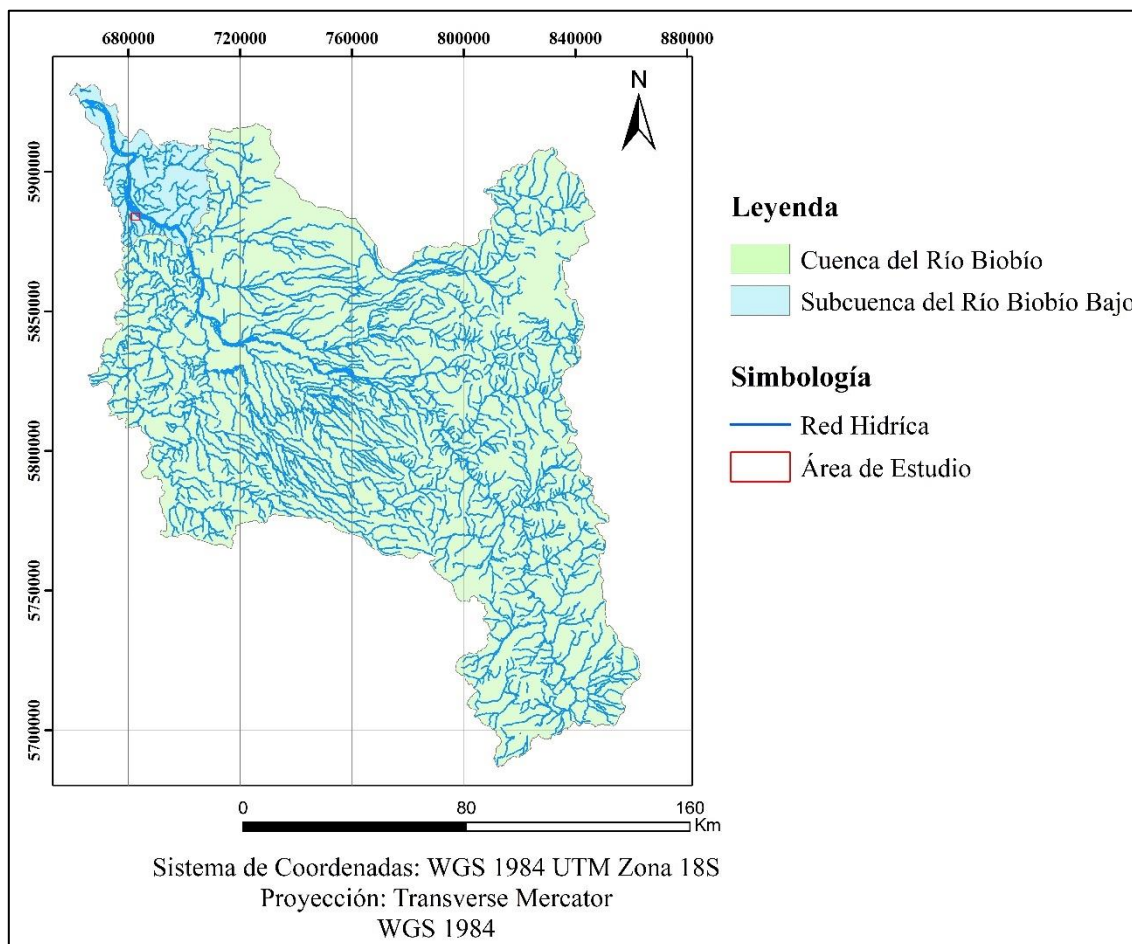 680000 720000 760000 800000 840000 880000
N
5900000
5850000
5800000
5750000
5700000
Leyenda
Cuenca del Río Biobío
Subcuenca del Río Biobío Bajo
Simbología
Red Hidríca
Área de Estudio
0 80 160
Km
Sistema de Coordenadas: WGS 1984 UTM Zona 18S
Proyección: Transverse Mercator
WGS 1984